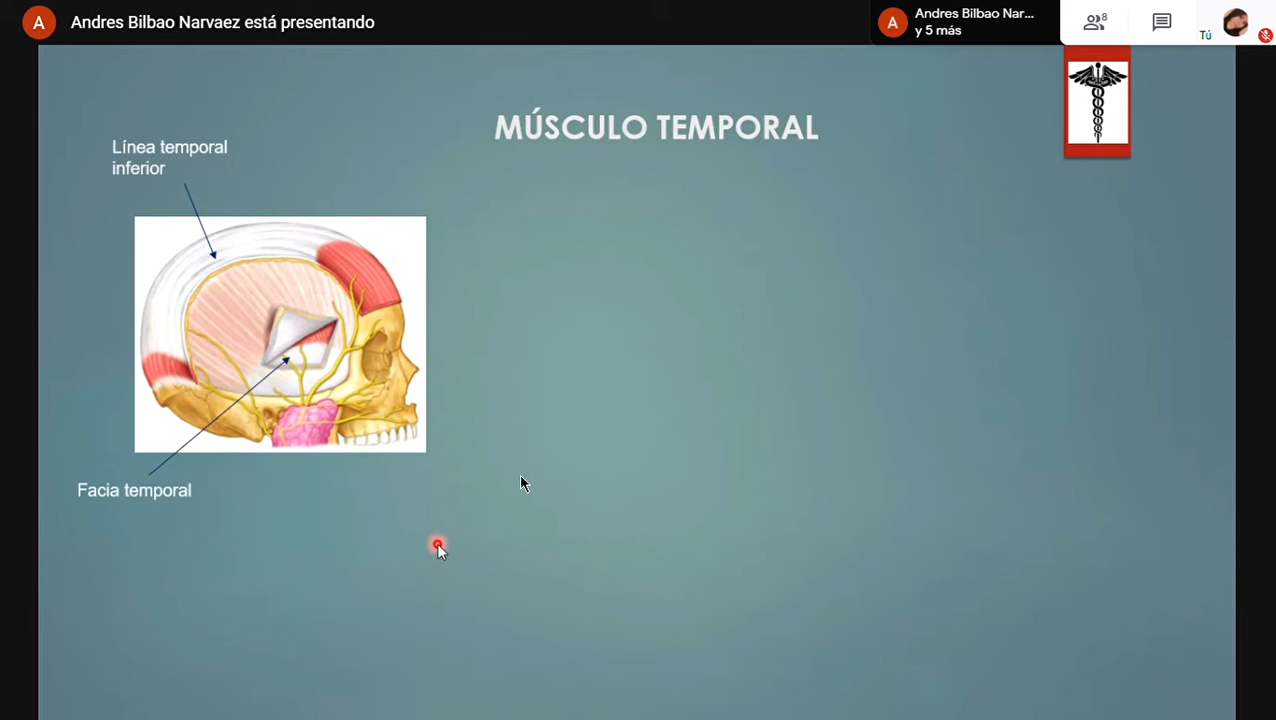 A
Andres Bilbao Narvaez está presentando
A
Andres Bilbao Nar...
y 5 más
8
Tú
MÚSCULO TEMPORAL
Línea temporal
inferior
Facia temporal